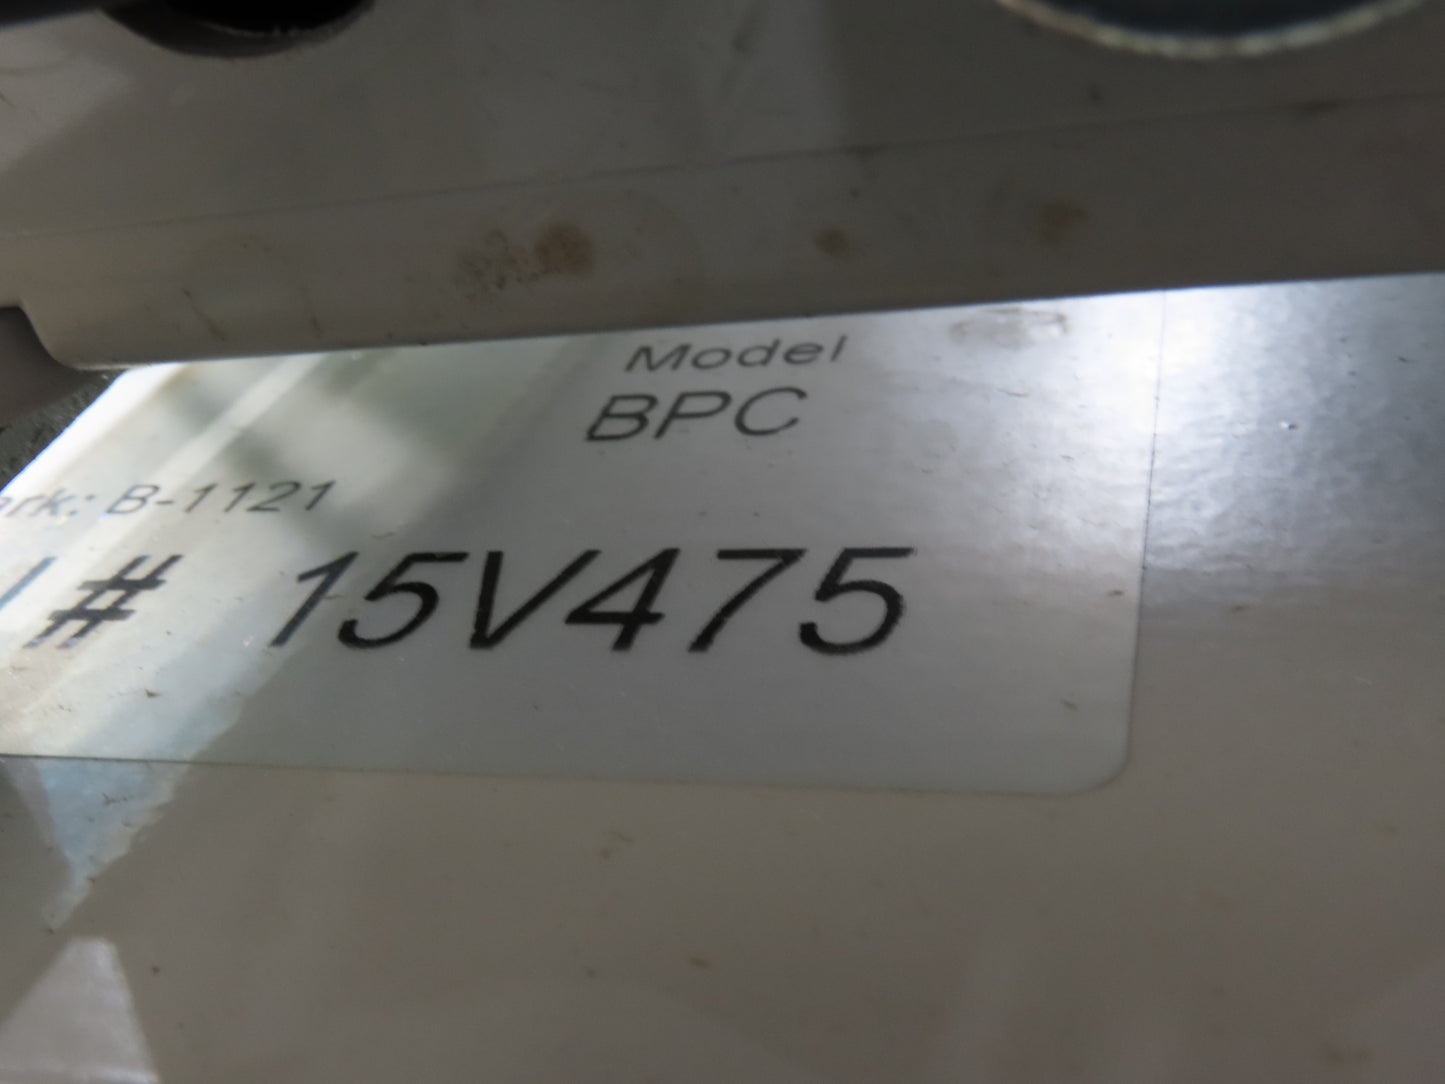 Model
BPC
ark: B-1121
l # 15V475